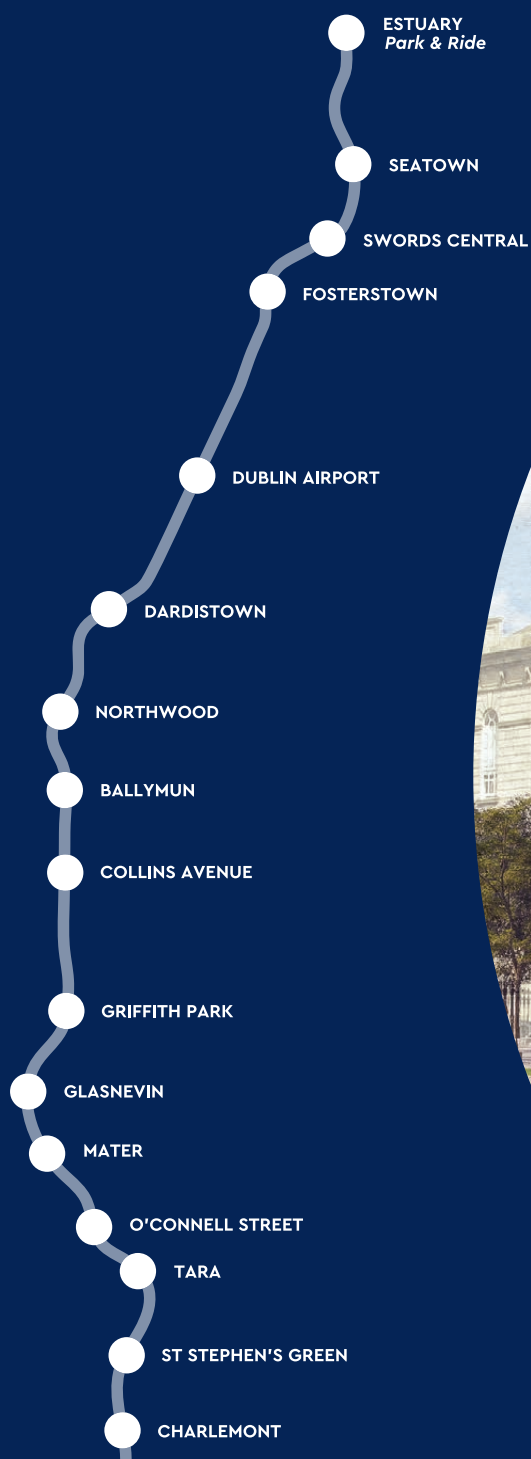 ESTUARY
Park & Ride
SEATOWN
SWORDS CENTRAL
FOSTERSTOWN
DUBLIN AIRPORT
DARDISTOWN
NORTHWOOD
BALLYMUN
COLLINS AVENUE
GRIFFITH PARK
GLASNEVIN
MATER
O'CONNELL STREET
TARA
ST STEPHEN'S GREEN
CHARLEMONT